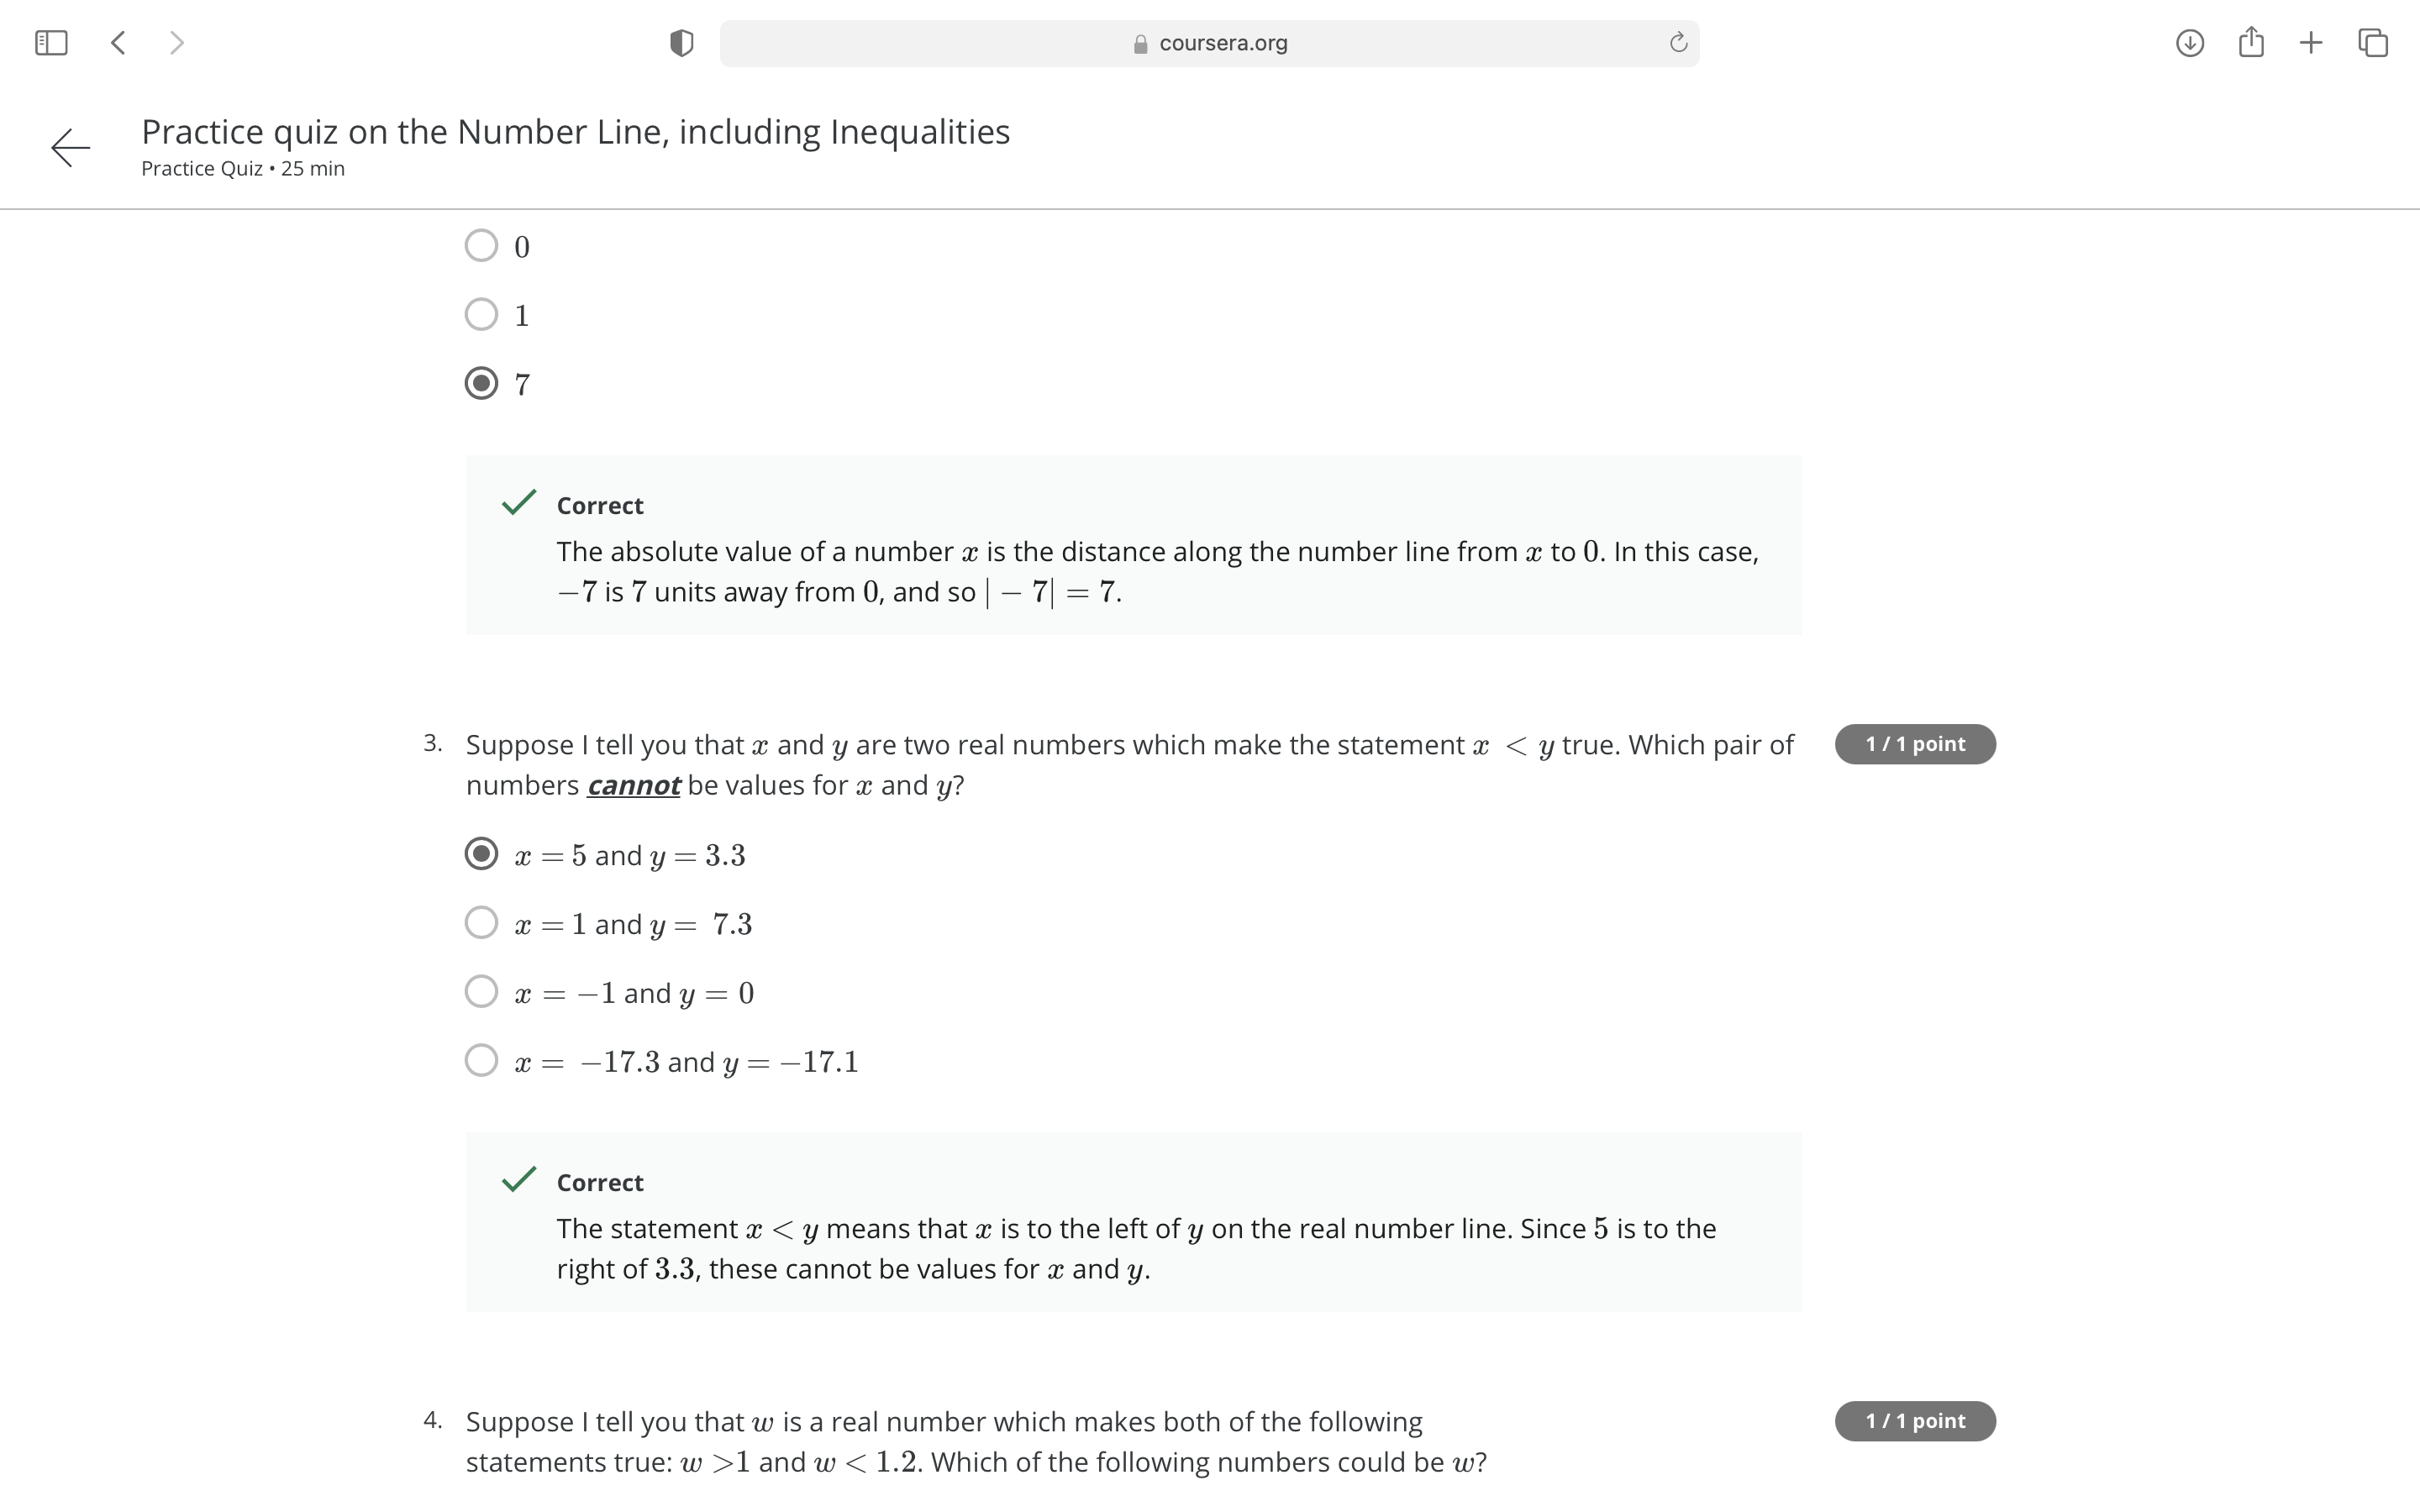 coursera.org
Practice quiz on the Number Line, including Inequalities
Practice Quiz • 25 min
0
1
7
Correct
The absolute value of a number x is the distance along the number line from x to 0. In this case,
−7 is 7 units away from 0, and so | − 7| = 7.
3. Suppose I tell you that x and y are two real numbers which make the statement x < y true. Which pair of
1 / 1 point
numbers cannot be values for x and y?
x = 5 and y = 3.3
x = 1 and y = 7.3
x = −1 and y = 0
x = −17.3 and y = −17.1
Correct
The statement x < y means that x is to the left of y on the real number line. Since 5 is to the
right of 3.3, these cannot be values for x and y.
4. Suppose I tell you that w is a real number which makes both of the following
1 / 1 point
statements true: w >1 and w < 1.2. Which of the following numbers could be w?